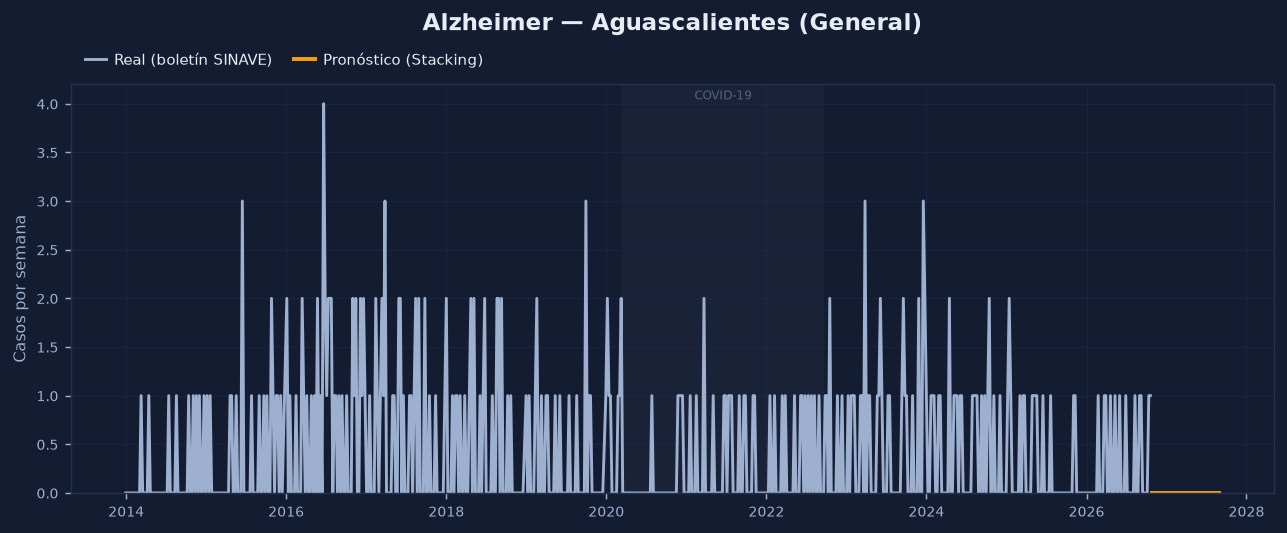 Alzheimer — Aguascalientes (General)
Real (boletín SINAVE) Pronóstico (Stacking)
COVID-19
Casos por semana
4.0
3.5
3.0
2.5
2.0
1.5
1.0
0.5
0.0
2014 2016 2018 2020 2022 2024 2026 2028